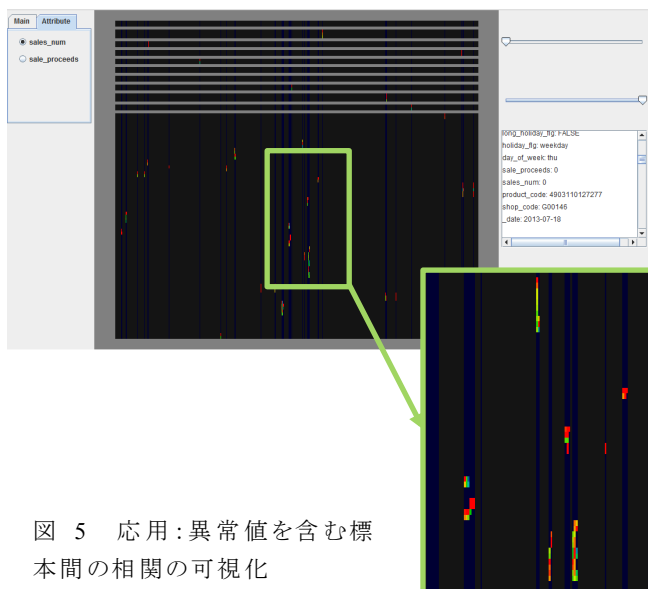 Main Attribute
sales_num
sale_proceeds
long_holiday_flg: FALSE
holiday_flg: weekday
day_of_week: thu
sale_proceeds: 0
sales_num: 0
product_code: 4903110127277
shop_code: G00146
_date: 2013-07-18
図 5 応用:異常値を含む標
本間の相関の可視化